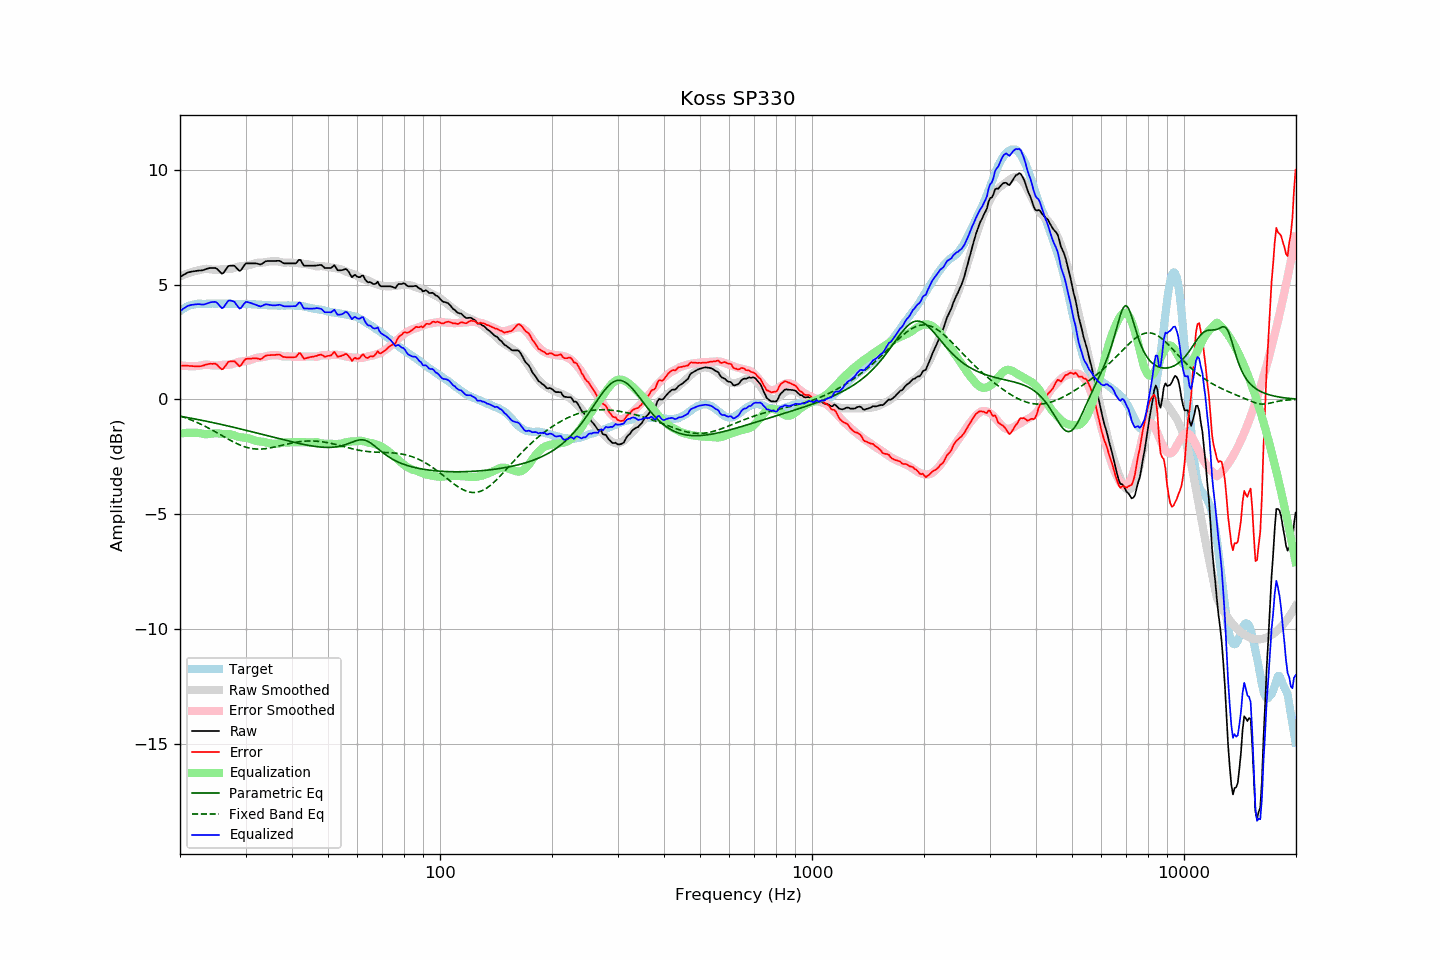 Koss SP330
10
5
0
−5
−10
−15
Amplitude (dBr)
Target
Raw Smoothed
Error Smoothed
Raw
Error
Equalization
Parametric Eq
Fixed Band Eq
Equalized
100
1000
10000
Frequency (Hz)